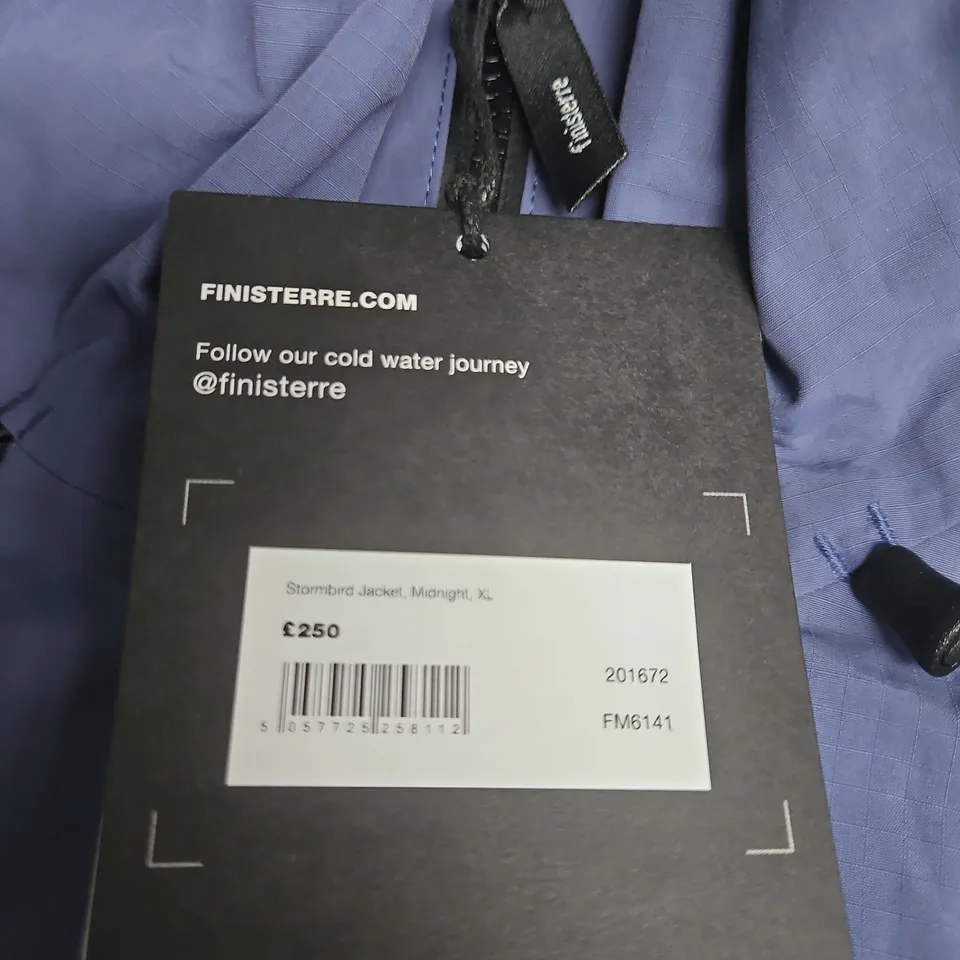 finisterre
FINISTERRE.COM
Follow our cold water journey
@finisterre
Stormbird Jacket, Midnight, XL
£250
201672
5 057725 258112
FM6141